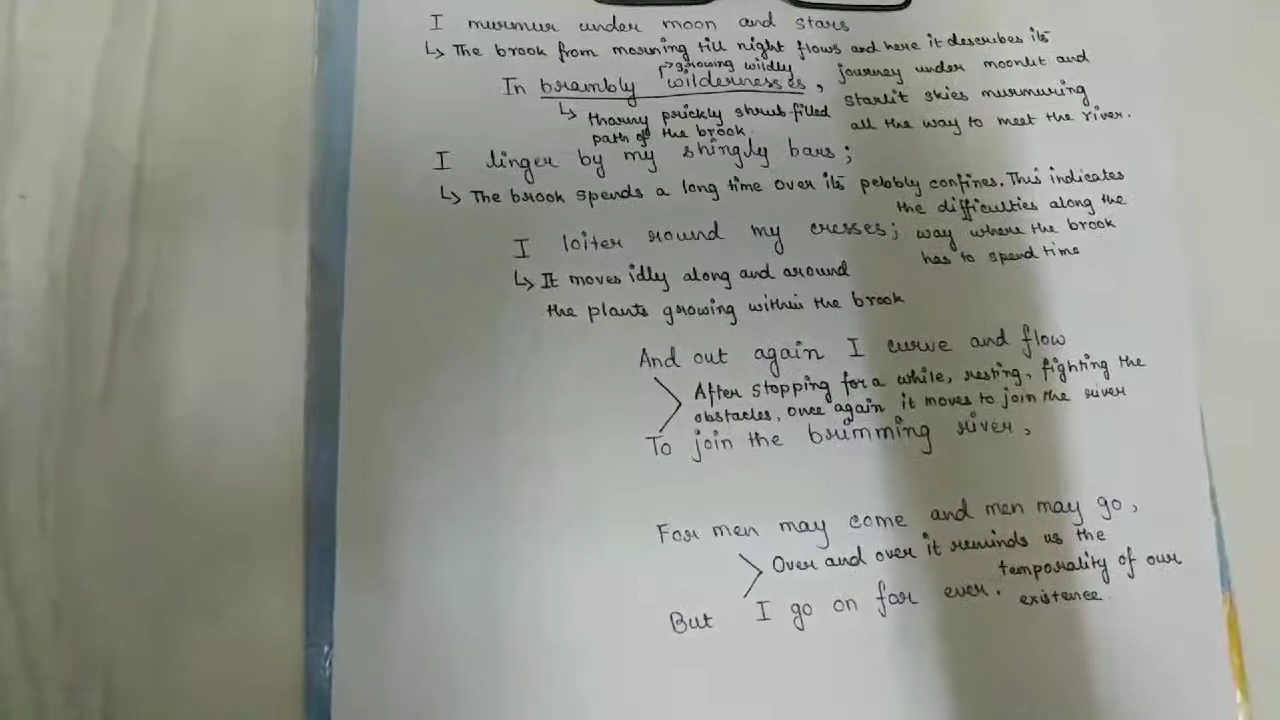 I murmur under moon and stars
↳ The brook from morning till night flows and here it describes its
→ growing wildly
In brambly wildernesses, journey under moonlit and
↳ thorny prickly shrub filled starlit skies murmuring
path of the brook. all the way to meet the river.
I linger by my shingly bars;
↳ The brook spends a long time over its pebbly confines. This indicates
the difficulties along the
I loiter round my cresses; way where the brook
has to spend time
↳ It moves idly along and around
the plants growing within the brook
And out again I curve and flow
After stopping for a while, resting, fighting the
obstacles, once again it moves to join the river
To join the brimming river,
For men may come and men may go,
Over and over it reminds us the
temporality of our
But I go on for ever. existence.